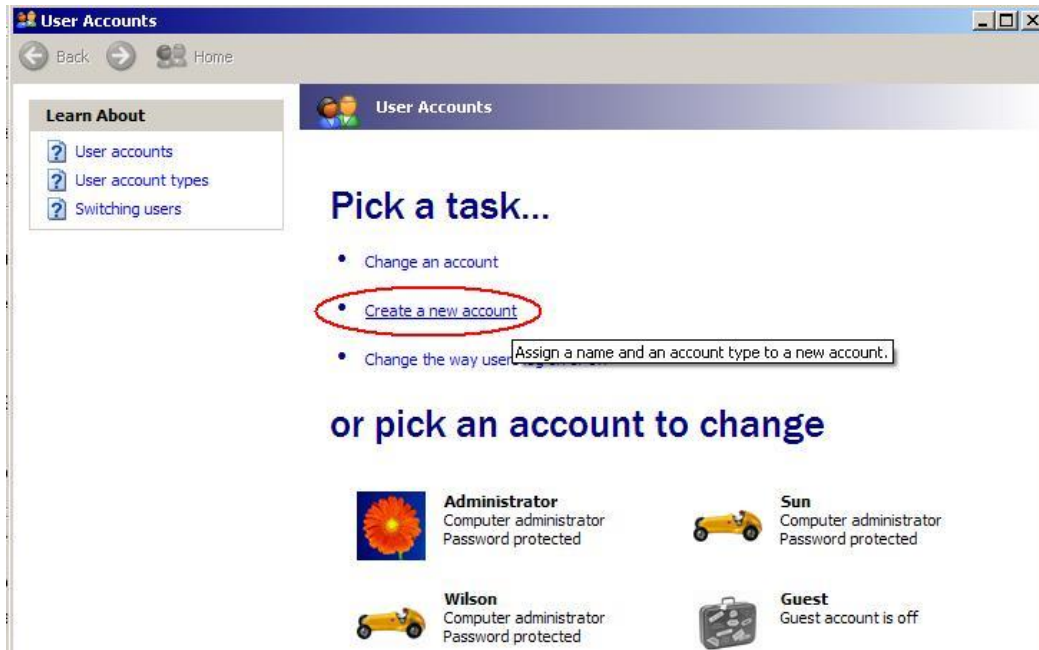 User Accounts
Back Home
Learn About
User accounts
User account types
Switching users
User Accounts
Pick a task...
Change an account
Create a new account
Assign a name and an account type to a new account.
Change the way users
or pick an account to change
Administrator
Computer administrator
Password protected
Sun
Computer administrator
Password protected
Wilson
Computer administrator
Password protected
Guest
Guest account is off